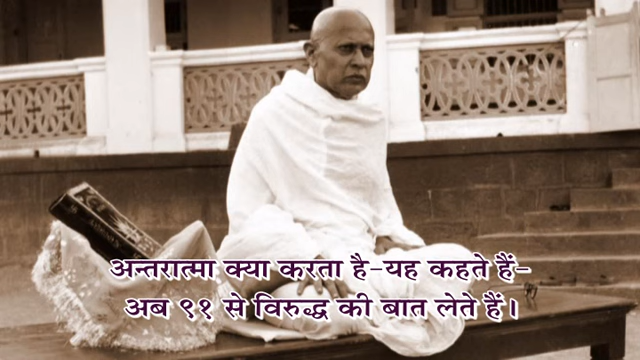 अन्तरात्मा क्या करता है-यह कहते हैं-
अब ९१ से विरुद्ध की बात लेते हैं।